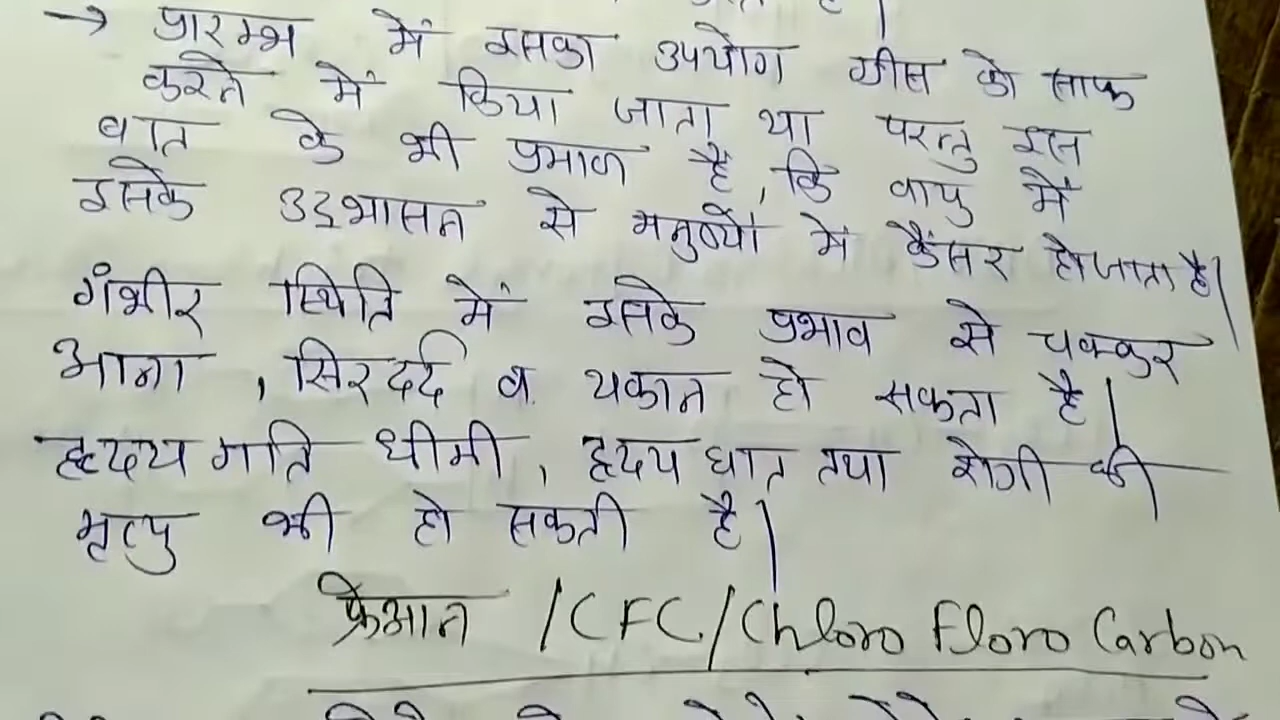 → प्रारम्भ में इसका उपयोग ग्रीस को साफ
करने में किया जाता था परन्तु इस
बात के भी प्रमाण हैं, कि वायु में
इसके उद्भासन से मनुष्यों में कैंसर होजाता है।
गंभीर स्थिति में इसके प्रभाव से चक्कर
आना, सिरदर्द व थकान हो सकता है।
हृदय गति धीमी, हृदय घात तथा रोगी की
मृत्यु भी हो सकती है।
फ्रेआन /CFC/Chloro Floro Carbon